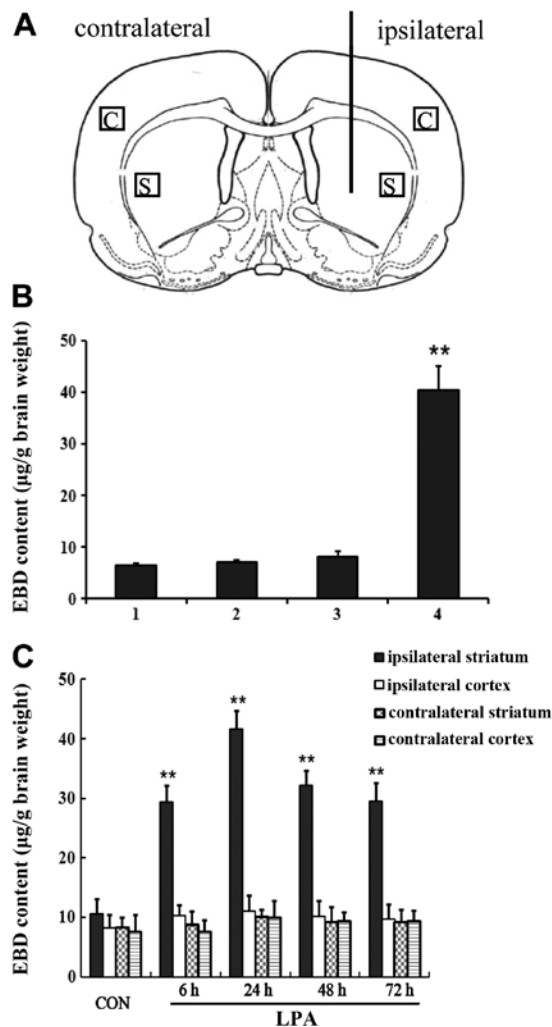 A
contralateral
ipsilateral
C
C
S
S
B
EBD content (µg/g brain weight)
50
40
30
20
10
0
**
1 2 3 4
C
EBD content (µg/g brain weight)
50
40
30
20
10
0
ipsilateral striatum
ipsilateral cortex
contralateral striatum
contralateral cortex
**
**
**
**
CON
6 h 24 h 48 h 72 h
LPA